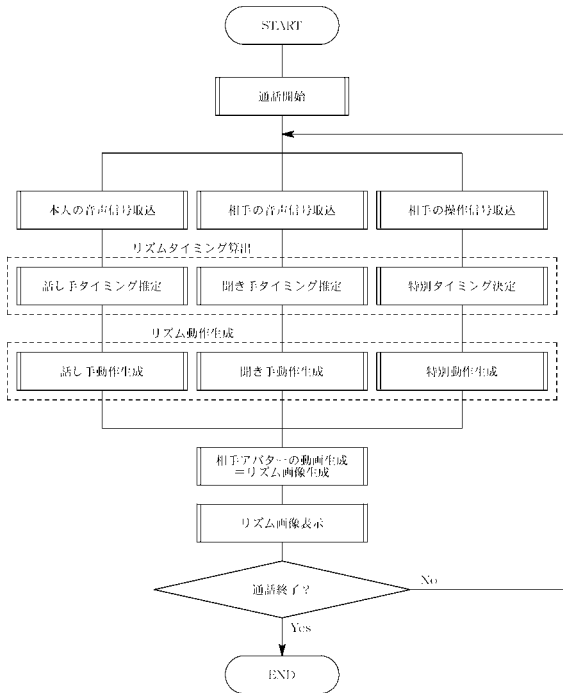 START
通話開始
本人の音声信号取込
相手の音声信号取込
相手の操作信号取込
リズムタイミング算出
話し手タイミング推定
聞き手タイミング推定
特別タイミング決定
リズム動作生成
話し手動作生成
聞き手動作生成
特別動作生成
相手アバターの動画生成
＝リズム画像生成
リズム画像表示
通話終了？
No
Yes
END